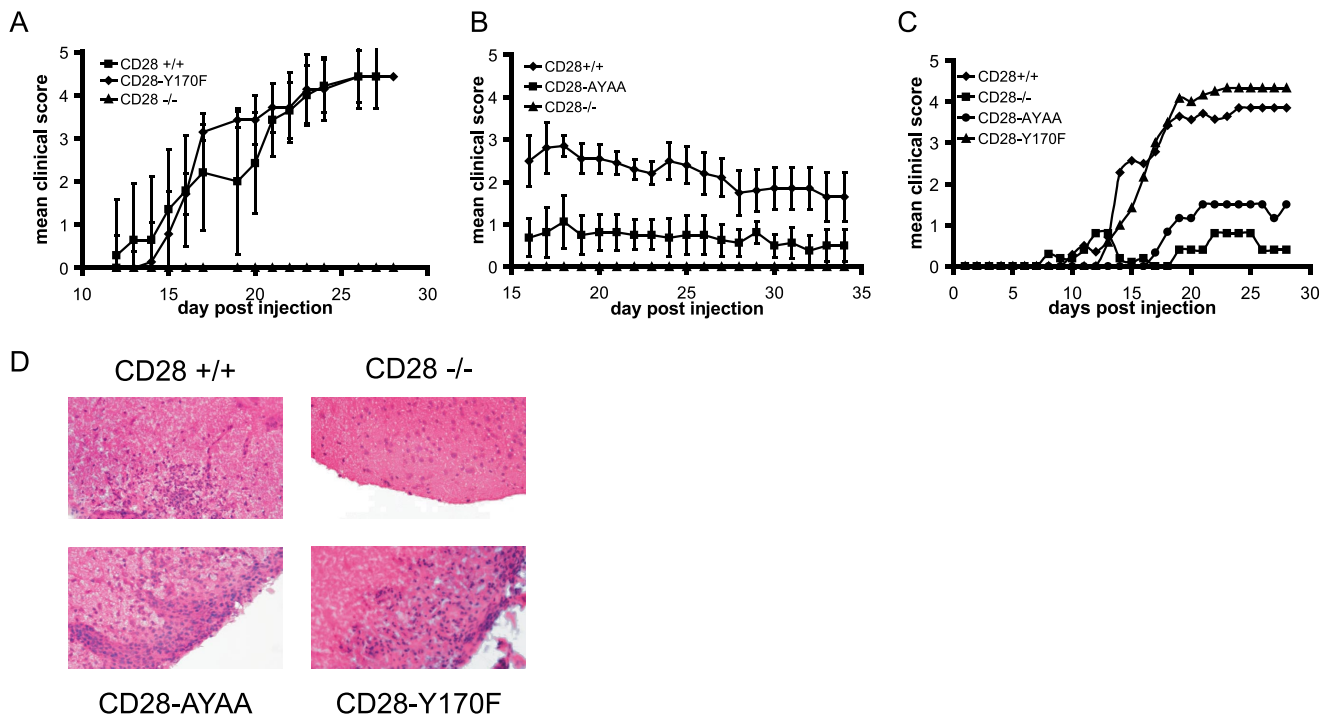 A
mean clinical score
5
4
3
2
1
0
10
15
20
25
30
day post injection
CD28 +/+
CD28-Y170F
CD28 -/-
B
mean clinical score
5
4
3
2
1
0
15
20
25
30
35
day post injection
CD28+/+
CD28-AYAA
CD28-/-
C
mean clinical score
5
4
3
2
1
0
0
5
10
15
20
25
30
days post injection
CD28+/+
CD28-/-
CD28-AYAA
CD28-Y170F
D
CD28 +/+
CD28 -/-
CD28-AYAA
CD28-Y170F